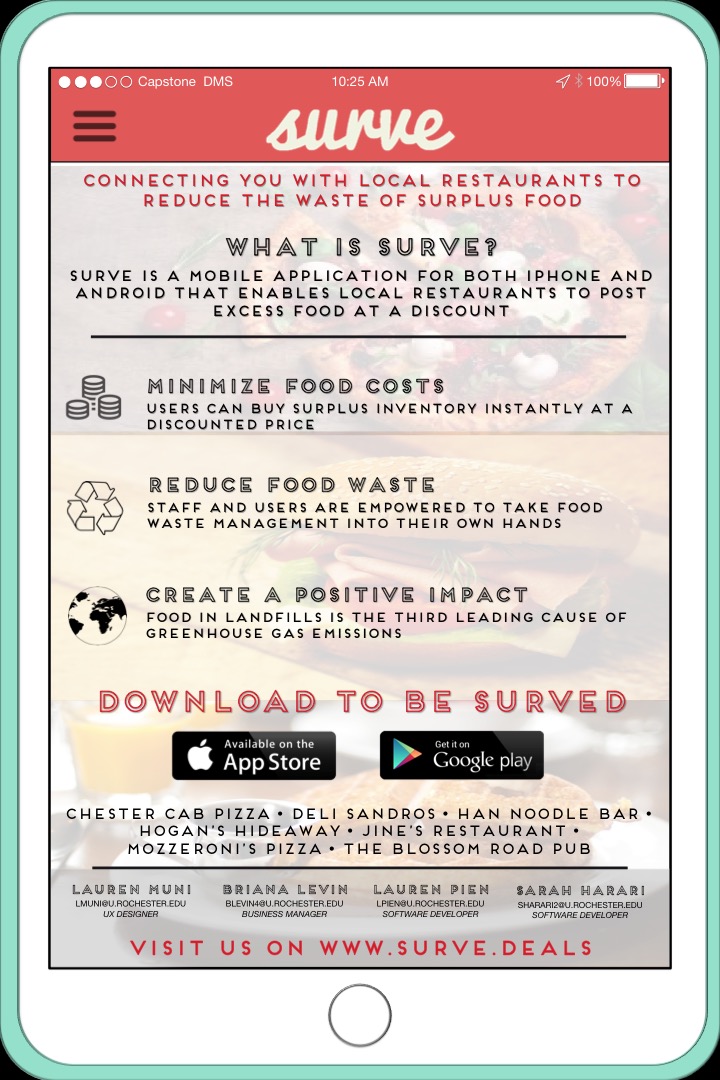 Capstone DMS 10:25 AM 100%
surve
CONNECTING YOU WITH LOCAL RESTAURANTS TO
REDUCE THE WASTE OF SURPLUS FOOD
WHAT IS SURVE?
SURVE IS A MOBILE APPLICATION FOR BOTH IPHONE AND
ANDROID THAT ENABLES LOCAL RESTAURANTS TO POST
EXCESS FOOD AT A DISCOUNT
MINIMIZE FOOD COSTS
USERS CAN BUY SURPLUS INVENTORY INSTANTLY AT A
DISCOUNTED PRICE
REDUCE FOOD WASTE
STAFF AND USERS ARE EMPOWERED TO TAKE FOOD
WASTE MANAGEMENT INTO THEIR OWN HANDS
CREATE A POSITIVE IMPACT
FOOD IN LANDFILLS IS THE THIRD LEADING CAUSE OF
GREENHOUSE GAS EMISSIONS
DOWNLOAD TO BE SURVED
Available on the
App Store
Get it on
Google play
CHESTER CAB PIZZA • DELI SANDROS • HAN NOODLE BAR •
HOGAN'S HIDEAWAY • JINE'S RESTAURANT •
MOZZERONI'S PIZZA • THE BLOSSOM ROAD PUB
LAUREN MUNI BRIANA LEVIN LAUREN PIEN SARAH HARARI
LMUNI@U.ROCHESTER.EDU BLEVIN4@U.ROCHESTER.EDU LPIEN@U.ROCHESTER.EDU SHARARI2@U.ROCHESTER.EDU
UX DESIGNER BUSINESS MANAGER SOFTWARE DEVELOPER SOFTWARE DEVELOPER
VISIT US ON WWW.SURVE.DEALS